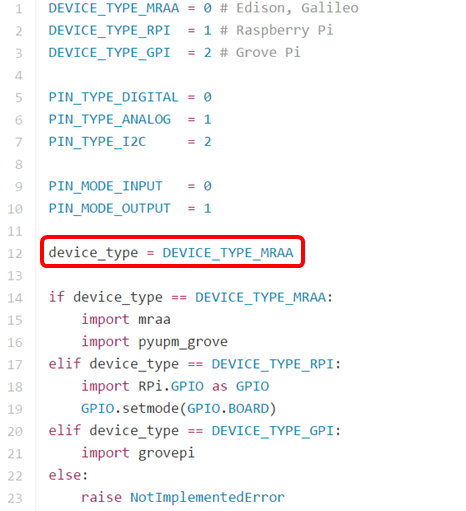 1 DEVICE_TYPE_MRAA = 0 # Edison, Galileo
2 DEVICE_TYPE_RPI  = 1 # Raspberry Pi
3 DEVICE_TYPE_GPI  = 2 # Grove Pi
4
5 PIN_TYPE_DIGITAL = 0
6 PIN_TYPE_ANALOG  = 1
7 PIN_TYPE_I2C     = 2
8
9 PIN_MODE_INPUT   = 0
10 PIN_MODE_OUTPUT  = 1
11
12 device_type = DEVICE_TYPE_MRAA
13
14 if device_type == DEVICE_TYPE_MRAA:
15     import mraa
16     import pyupm_grove
17 elif device_type == DEVICE_TYPE_RPI:
18     import RPi.GPIO as GPIO
19     GPIO.setmode(GPIO.BOARD)
20 elif device_type == DEVICE_TYPE_GPI:
21     import grovepi
22 else:
23     raise NotImplementedError